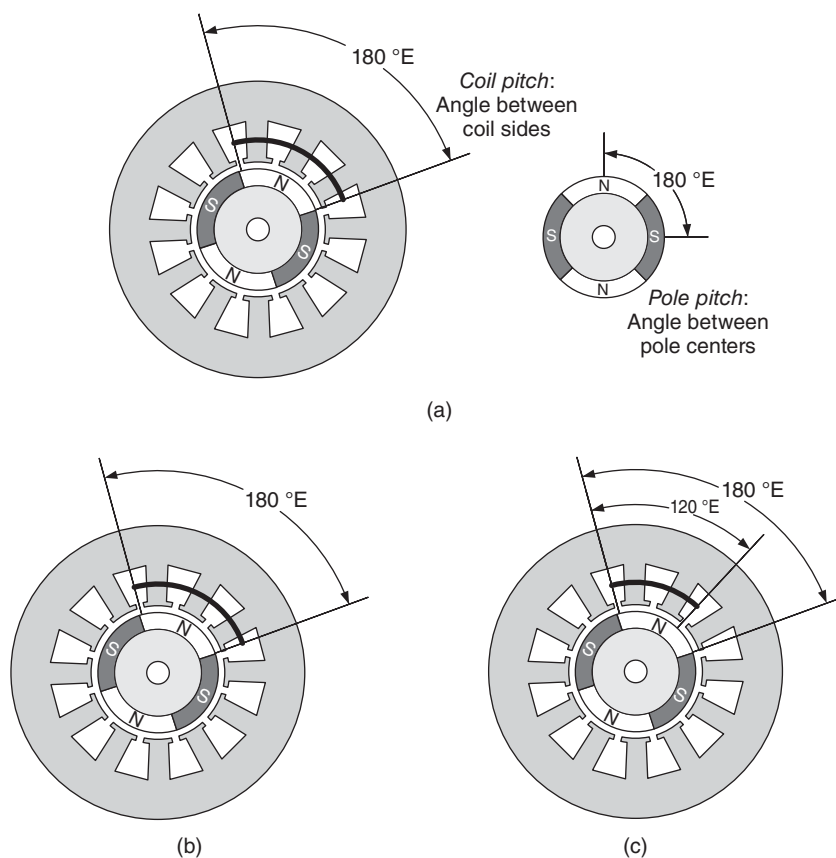 180 °E
Coil pitch:
Angle between
coil sides
N
S
S
N
N
180 °E
S
S
N
Pole pitch:
Angle between
pole centers
(a)
180 °E
N
S
S
N
(b)
180 °E
120 °E
N
S
S
N
(c)